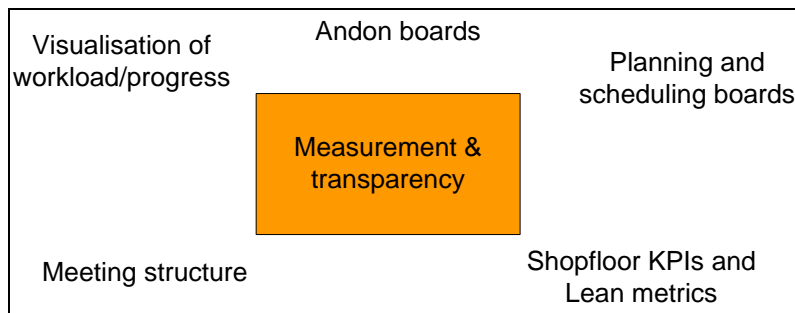 Visualisation of
workload/progress
Andon boards
Planning and
scheduling boards
Measurement &
transparency
Meeting structure
Shopfloor KPIs and
Lean metrics